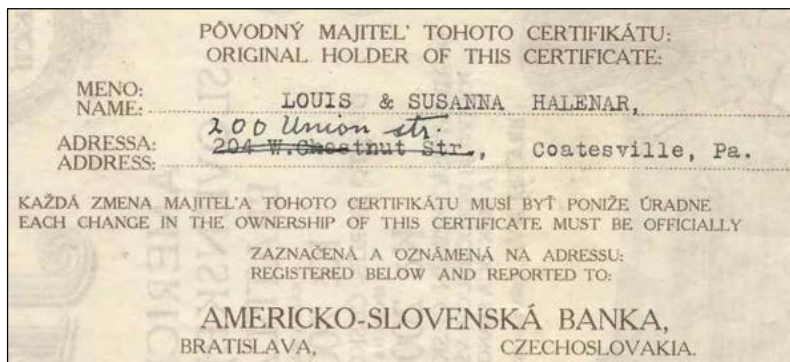 PÔVODNÝ MAJITEĽ TOHOTO CERTIFIKÁTU:
ORIGINAL HOLDER OF THIS CERTIFICATE:
MENO:
NAME: LOUIS & SUSANNA HALENAR,
200 Union str.
ADRESSA:
ADDRESS: 204 W.Chestnut Str., Coatesville, Pa.
KAŽDÁ ZMENA MAJITEĽA TOHOTO CERTIFIKÁTU MUSÍ BYŤ PONIŽE ÚRADNE
EACH CHANGE IN THE OWNERSHIP OF THIS CERTIFICATE MUST BE OFFICIALLY
ZAZNAČENÁ A OZNÁMENÁ NA ADRESSU:
REGISTERED BELOW AND REPORTED TO:
AMERICKO-SLOVENSKÁ BANKA,
BRATISLAVA, CZECHOSLOVAKIA.